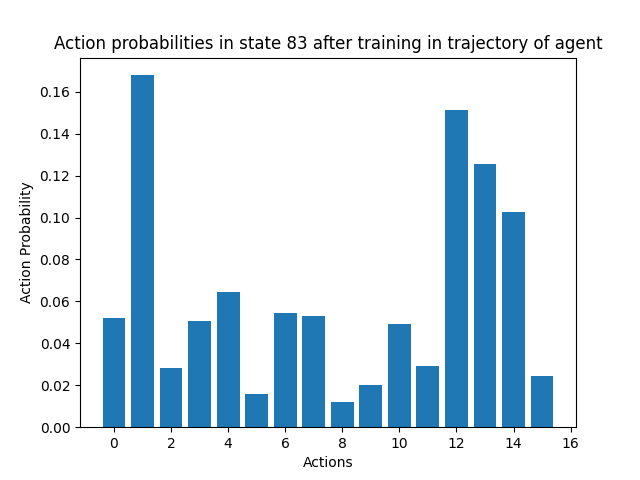 Action probabilities in state 83 after training in trajectory of agent
0.16
0.14
0.12
0.10
0.08
0.06
0.04
0.02
0.00
Action Probability
0 2 4 6 8 10 12 14 16
Actions